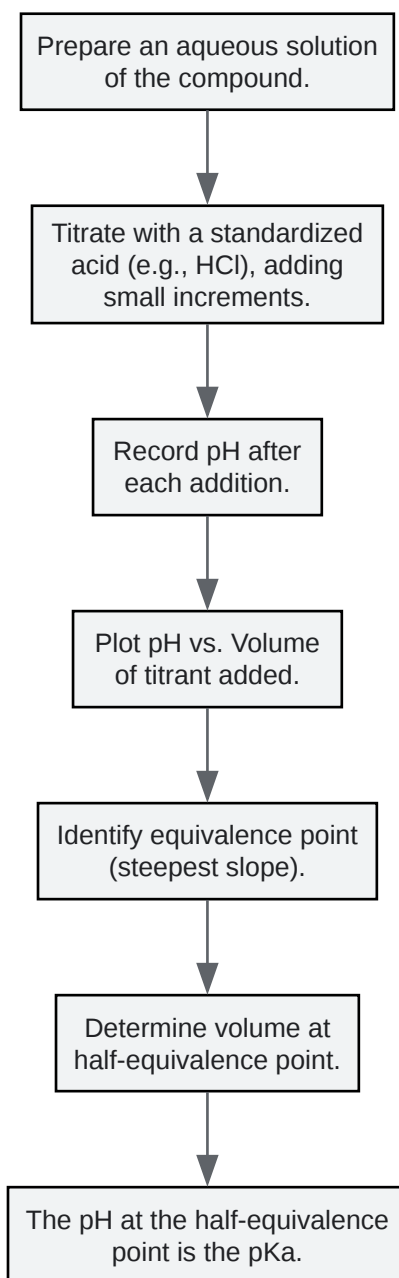 Prepare an aqueous solution
of the compound.
Titrate with a standardized
acid (e.g., HCl), adding
small increments.
Record pH after
each addition.
Plot pH vs. Volume
of titrant added.
Identify equivalence point
(steepest slope).
Determine volume at
half-equivalence point.
The pH at the half-equivalence
point is the pKa.